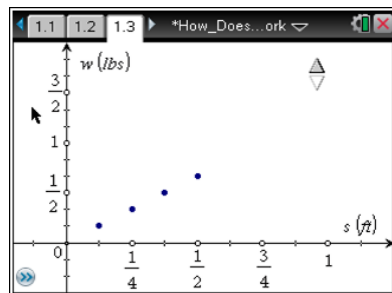 1.1 1.2 1.3 *How_Does...ork
w (lbs)
3/2
1
1/2
s (ft)
0 1/4 1/2 3/4 1